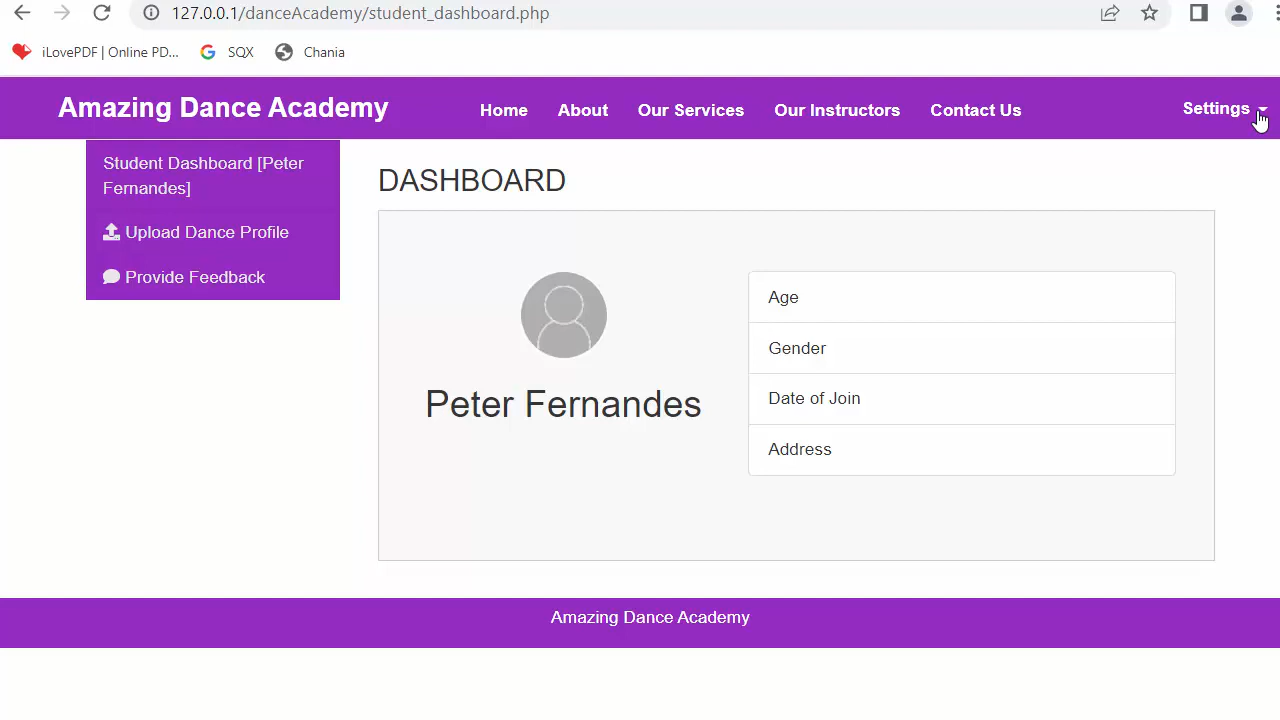 127.0.0.1/danceAcademy/student_dashboard.php
iLovePDF | Online PD... SQX Chania
Amazing Dance Academy Home About Our Services Our Instructors Contact Us Settings
Student Dashboard [Peter
Fernandes]
Upload Dance Profile
Provide Feedback
DASHBOARD
Peter Fernandes
Age
Gender
Date of Join
Address
Amazing Dance Academy